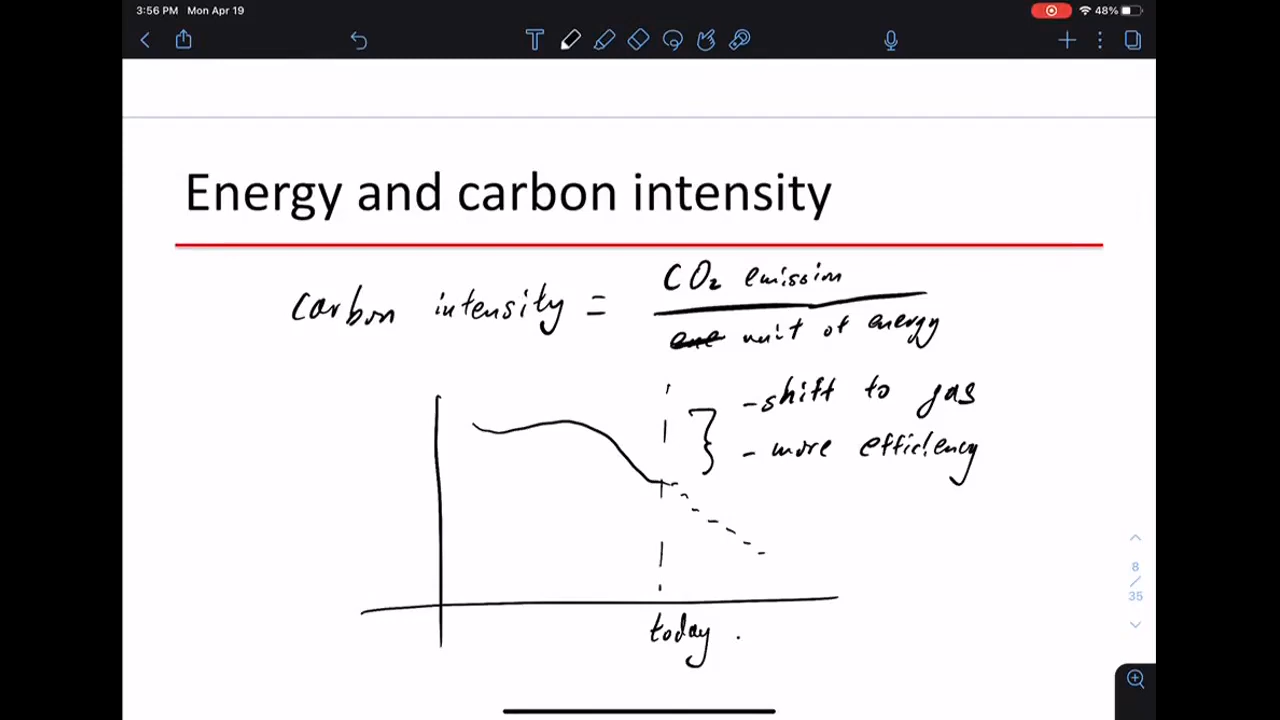 3:56 PM Mon Apr 19
48%
T
Energy and carbon intensity
Carbon intensity = CO₂ emission
unit of energy
- shift to gas
- more efficiency
today .
8
/
35